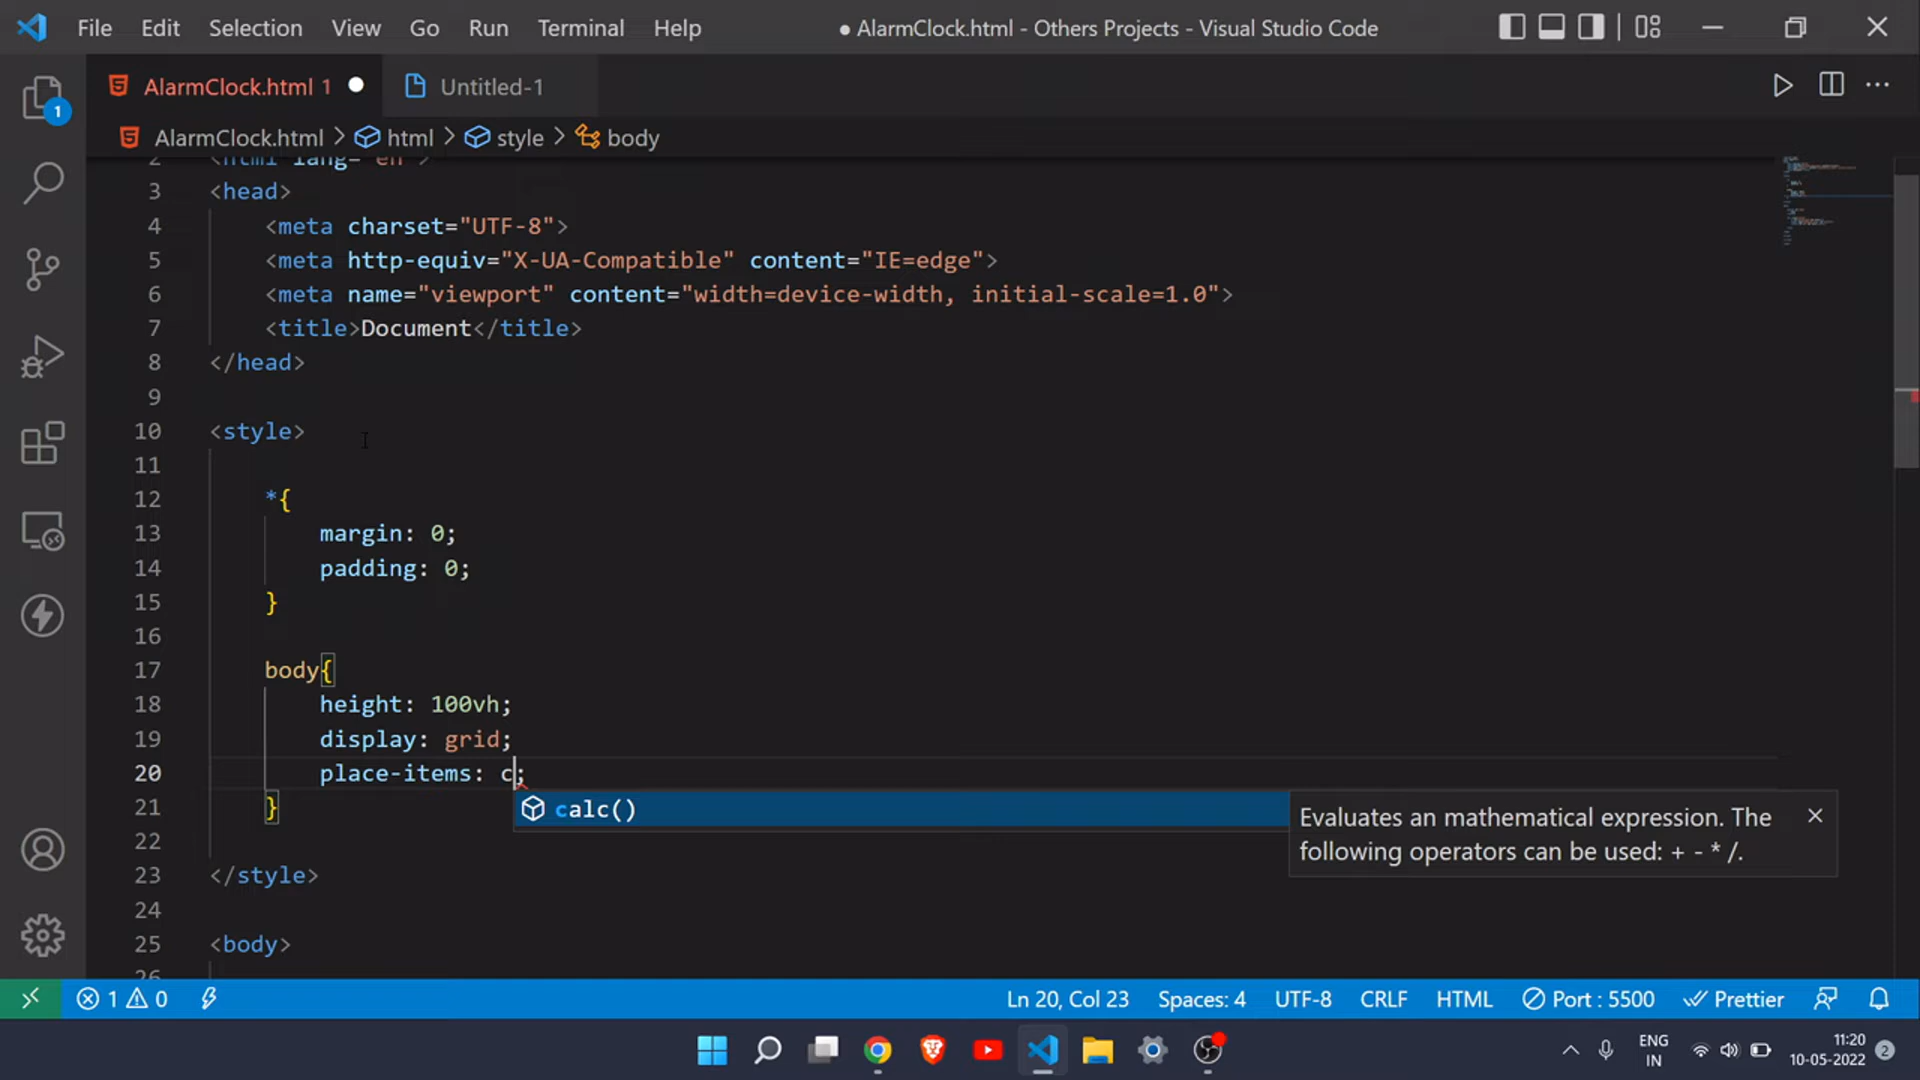 File Edit Selection View Go Run Terminal Help ● AlarmClock.html - Others Projects - Visual Studio Code
1
AlarmClock.html 1 ● Untitled-1
AlarmClock.html > html > style > body
2 <html lang="en">
3 <head>
4 <meta charset="UTF-8">
5 <meta http-equiv="X-UA-Compatible" content="IE=edge">
6 <meta name="viewport" content="width=device-width, initial-scale=1.0">
7 <title>Document</title>
8 </head>
9
10 <style>
11
12 *{
13 margin: 0;
14 padding: 0;
15 }
16
17 body{
18 height: 100vh;
19 display: grid;
20 place-items: c;
21 }
calc()
Evaluates an mathematical expression. The
following operators can be used: + - * /.
22
23 </style>
24
25 <body>
26
1 0 Ln 20, Col 23 Spaces: 4 UTF-8 CRLF HTML Port : 5500 Prettier
ENG
IN
11:20
10-05-2022
2